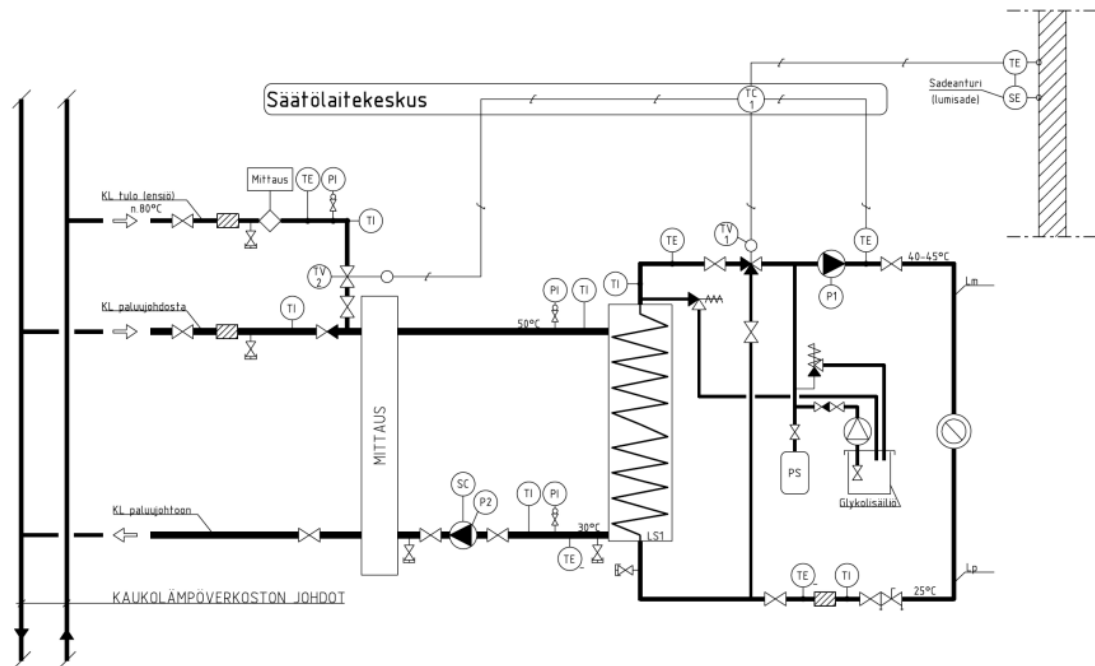 TE
Sadeanturi
(lumisade)
SE
Säätölaitekeskus
TC
1
Mittaus
TE
PI
KL tulo (ensiö)
n.80°C
TI
TV
2
TE
TV
1
TE
40-45°C
P1
Lm
KL paluujohdosta
TI
PI
TI
50°C
TI
MITTAUS
PS
Glykolisäiliö
SC
P2
TI
PI
30°C
TE
LS1
KL paluujohtoon
Lp
TE
TI
25°C
KAUKOLÄMPÖVERKOSTON JOHDOT